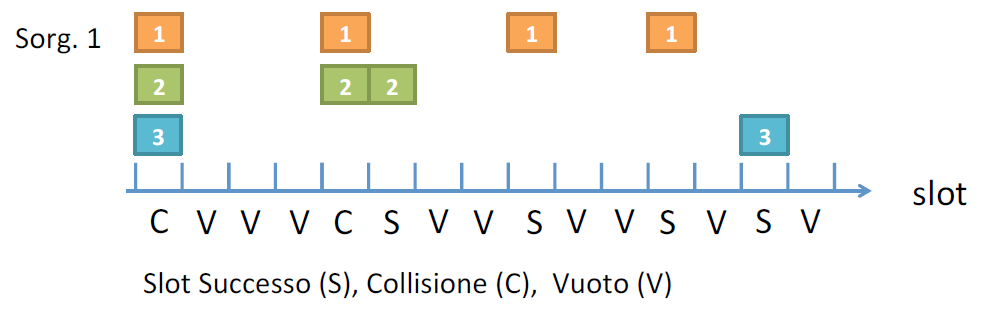 Sorg. 1 1 1 1 1
2 2 2
3 3
slot
C V V V C S V V S V V S V S V
Slot Successo (S), Collisione (C), Vuoto (V)